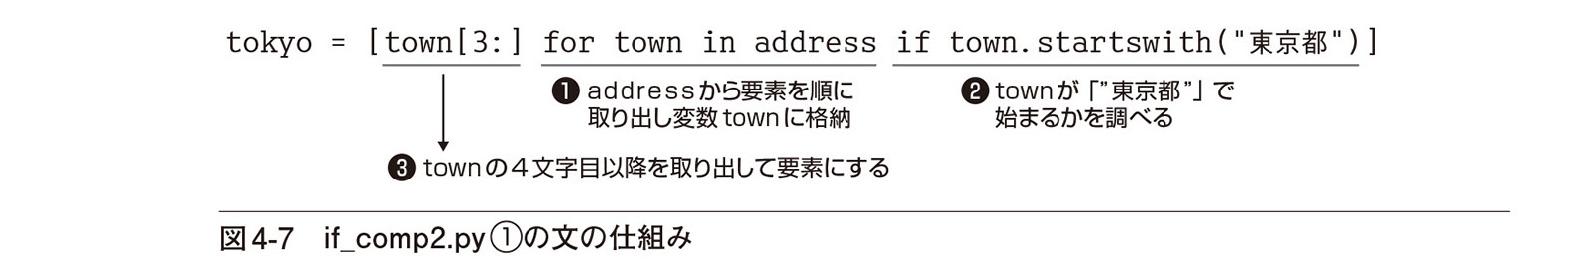 tokyo = [town[3:] for town in address if town.startswith("東京都")]
❶ addressから要素を順に
取り出し変数townに格納
❷ townが「"東京都"」で
始まるかを調べる
❸ townの4文字目以降を取り出して要素にする
図4-7 if_comp2.py①の文の仕組み